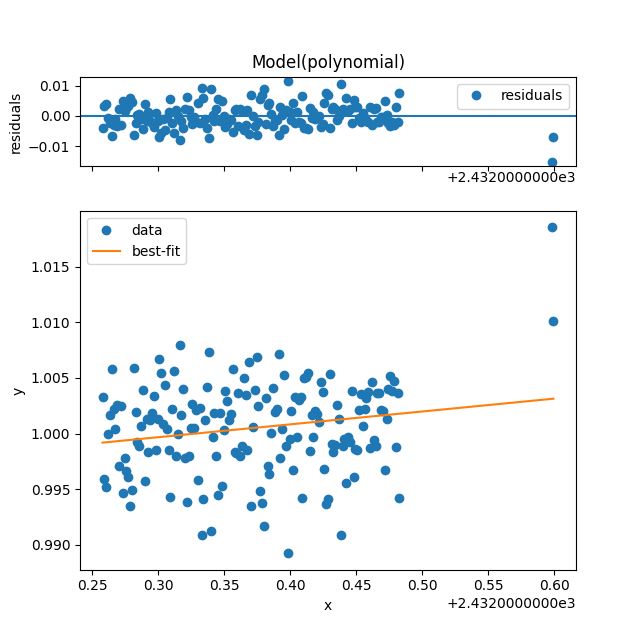 Model(polynomial)
0.01
0.00
−0.01
residuals
residuals
+2.4320000000e3
data
best-fit
1.015
1.010
1.005
1.000
0.995
0.990
y
0.25 0.30 0.35 0.40 0.45 0.50 0.55 0.60
x
+2.4320000000e3